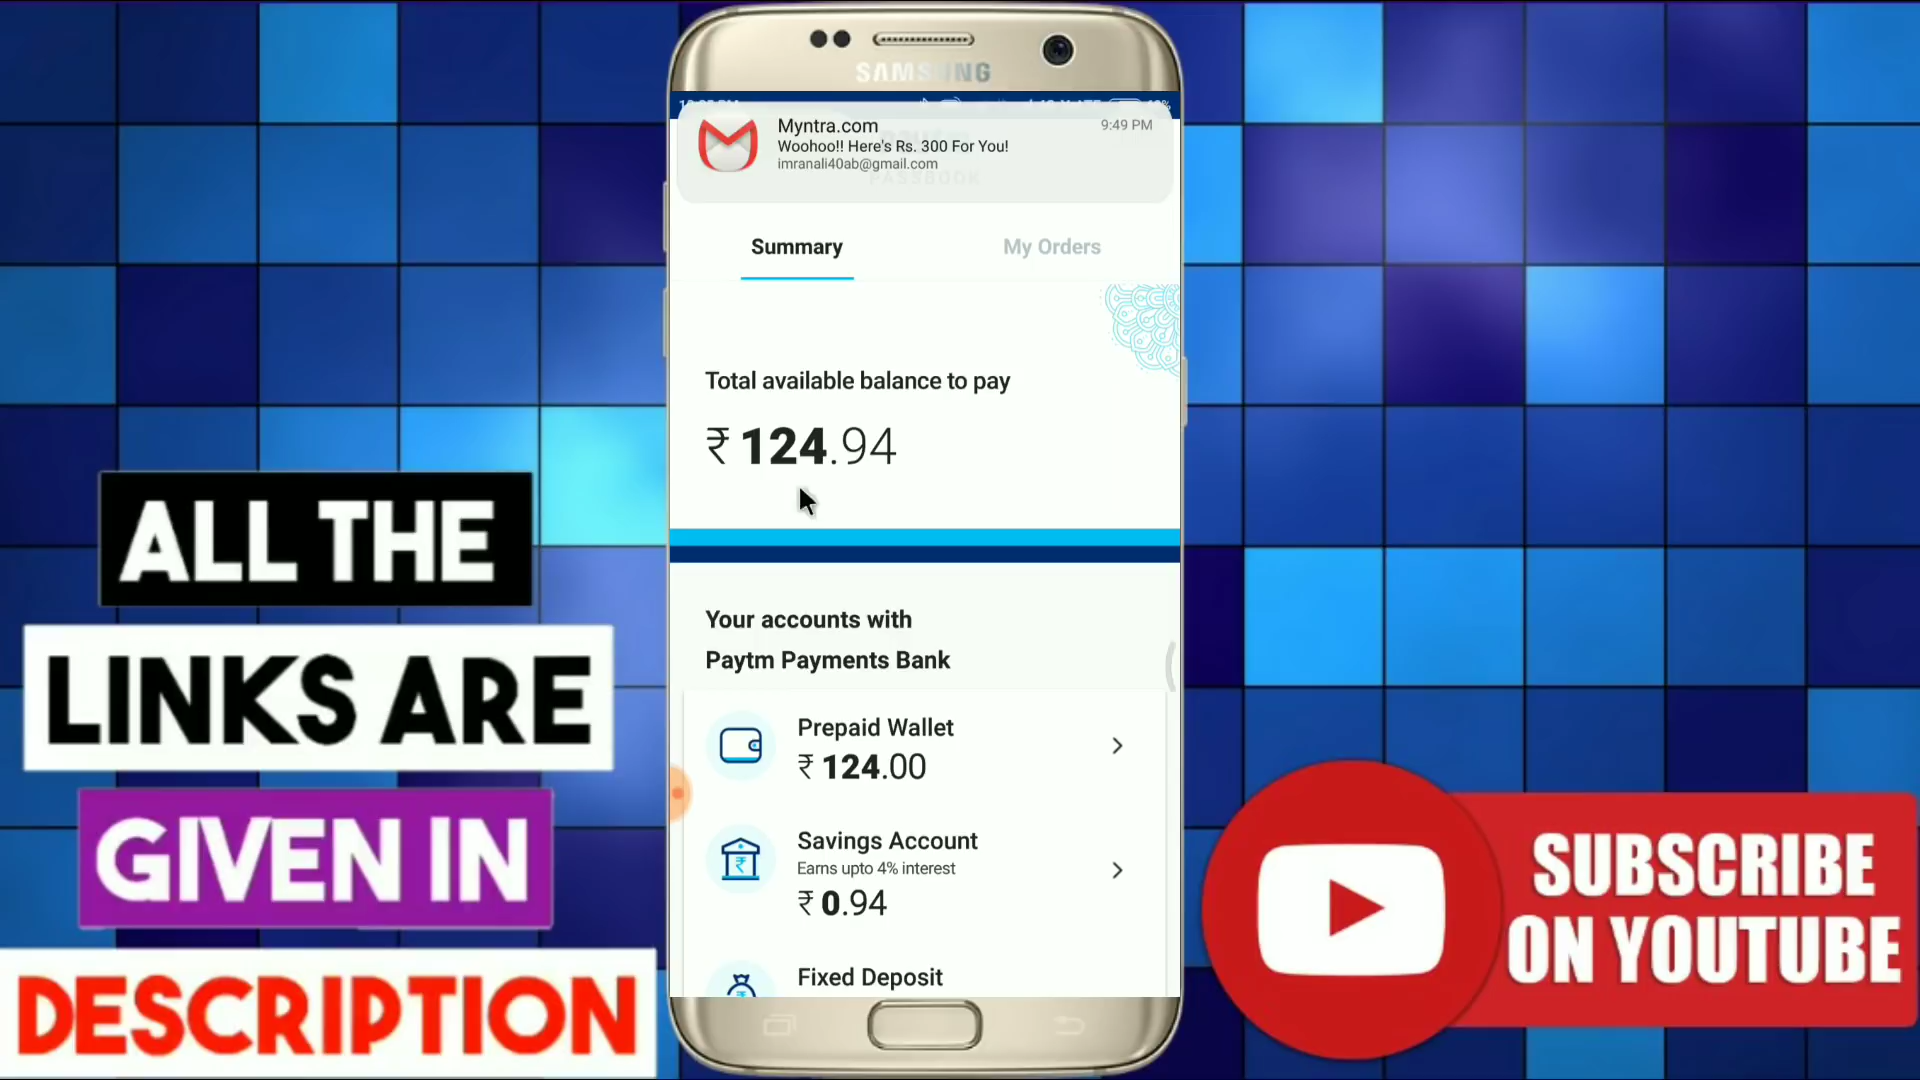 SAMSUNG
Myntra.com
9:49 PM
Woohoo!! Here's Rs. 300 For You!
imranali40ab@gmail.com
PASSBOOK
Summary
My Orders
Total available balance to pay
₹ 124.94
Your accounts with
Paytm Payments Bank
Prepaid Wallet
₹ 124.00
Savings Account
Earns upto 4% interest
₹ 0.94
Fixed Deposit
ALL THE
LINKS ARE
GIVEN IN
DESCRIPTION
SUBSCRIBE
ON YOUTUBE